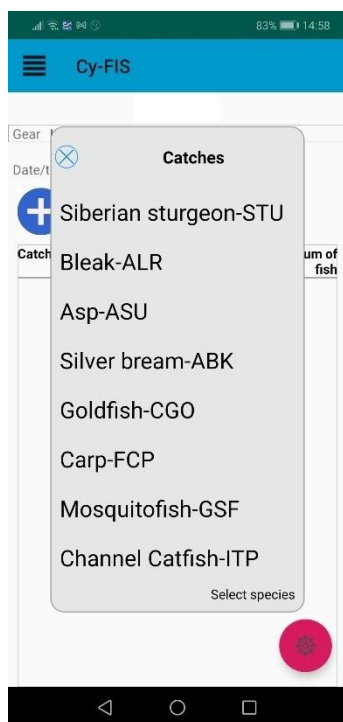 83% 14:58
Cy-FIS
Gear
Catches
Date/t
Siberian sturgeon-STU
Catch
um of
fish
Bleak-ALR
Asp-ASU
Silver bream-ABK
Goldfish-CGO
Carp-FCP
Mosquitofish-GSF
Channel Catfish-ITP
Select species